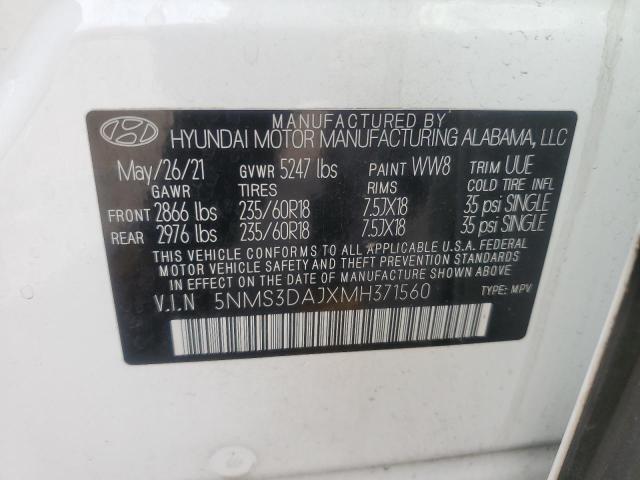 MANUFACTURED BY
HYUNDAI MOTOR MANUFACTURING ALABAMA, LLC
May/26/21 GVWR 5247 lbs PAINT WW8 TRIM UUE
GAWR TIRES RIMS COLD TIRE INFL
FRONT 2866 lbs 235/60R18 7.5JX18 35 psi SINGLE
REAR 2976 lbs 235/60R18 7.5JX18 35 psi SINGLE
THIS VEHICLE CONFORMS TO ALL APPLICABLE U.S.A. FEDERAL
MOTOR VEHICLE SAFETY AND THEFT PREVENTION STANDARDS
IN EFFECT ON THE DATE OF MANUFACTURE SHOWN ABOVE.
V.I.N 5NMS3DAJXMH371560 TYPE: MPV